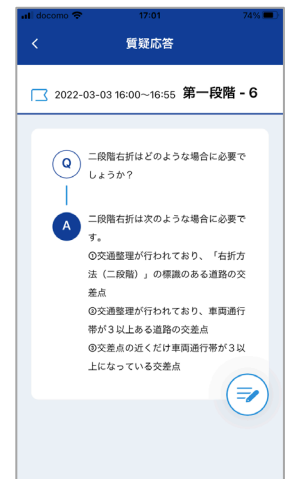 docomo 17:01 74%
質疑応答
2022-03-03 16:00～16:55 第一段階 - 6
Q 二段階右折はどのような場合に必要で
しょうか？
A 二段階右折は次のような場合に必要で
す。
①交通整理が行われており、「右折方
法（二段階）」の標識のある道路の交
差点
②交通整理が行われており、車両通行
帯が３以上ある道路の交差点
③交差点の近くだけ車両通行帯が３以
上になっている交差点